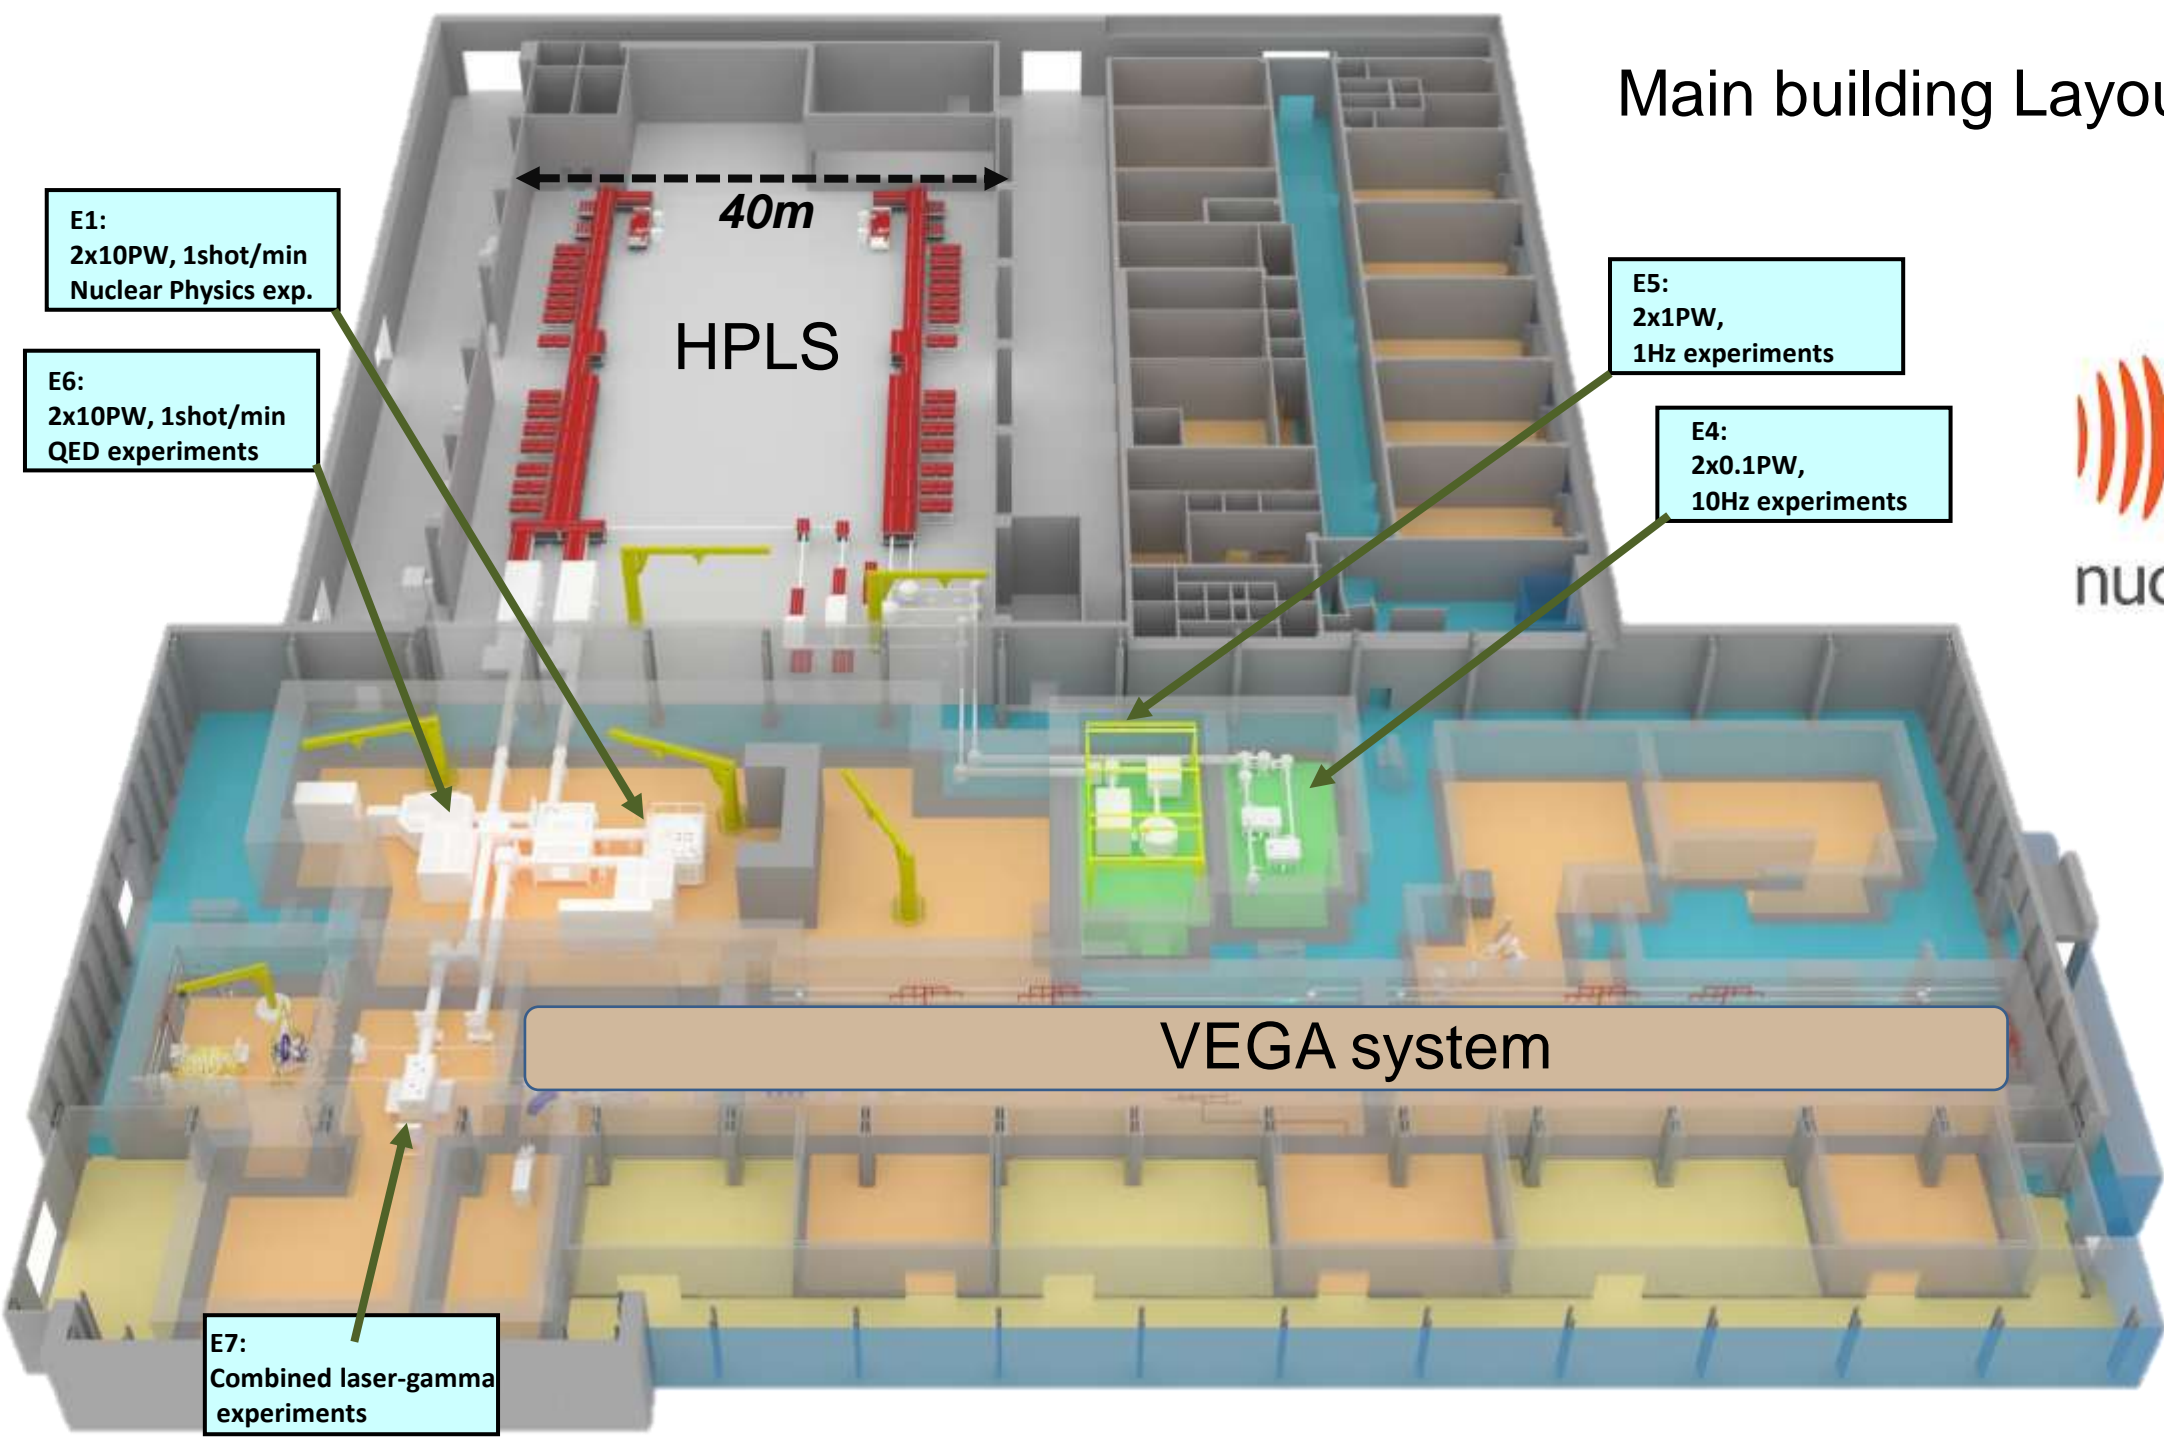 Main building Layou
40m
E1:
2x10PW, 1shot/min
Nuclear Physics exp.
HPLS
E5:
2x1PW,
1Hz experiments
E6:
2x10PW, 1shot/min
QED experiments
E4:
2x0.1PW,
10Hz experiments
nuc
VEGA system
E7:
Combined laser-gamma
experiments